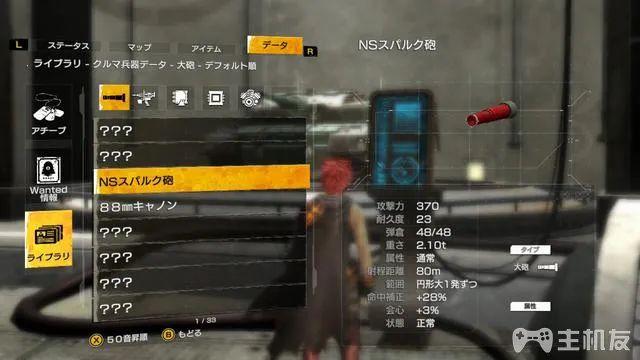 L ステータス マップ アイテム データ R
ライブラリ - クルマ兵器データ - 大砲 - デフォルト順
アチーブ
Wanted
情報
ライブラリ
???
???
NSスパルク砲
88mmキャノン
???
???
???
???
1/33
X 50音昇順 B もどる
NSスパルク砲
攻撃力 370
耐久度 23
弾倉 48/48
重さ 2.10t
属性 通常
射程距離 80m
範囲 円形大1発ずつ
命中補正 +28%
会心 +3%
状態 正常
タイプ
大砲
属性
主机友